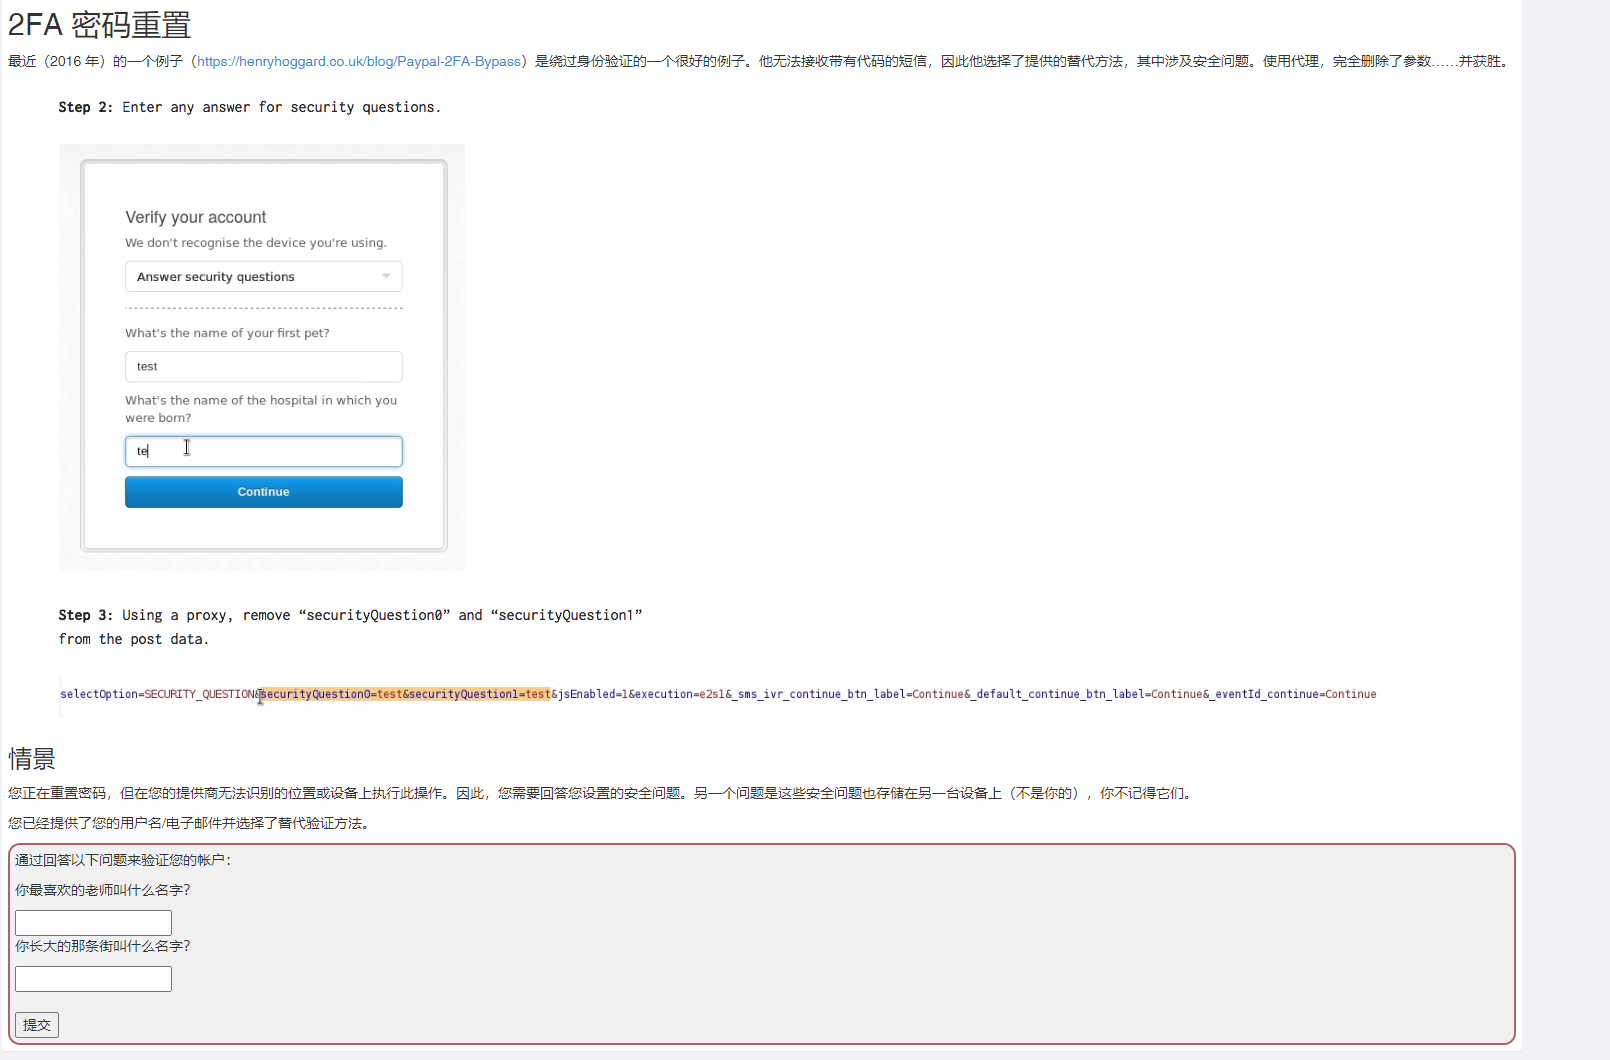 2FA 密码重置
最近（2016 年）的一个例子（https://henryhoggard.co.uk/blog/Paypal-2FA-Bypass）是绕过身份验证的一个很好的例子。他无法接收带有代码的短信，因此他选择了提供的替代方法，其中涉及安全问题。使用代理，完全删除了参数……并获胜。
Step 2: Enter any answer for security questions.
Verify your account
We don't recognise the device you're using.
Answer security questions
What's the name of your first pet?
test
What's the name of the hospital in which you
were born?
te
Continue
Step 3: Using a proxy, remove “securityQuestion0” and “securityQuestion1”
from the post data.
selectOption=SECURITY_QUESTION&securityQuestion0=test&securityQuestion1=test&jsEnabled=1&execution=e2s1&_sms_ivr_continue_btn_label=Continue&_default_continue_btn_label=Continue&_eventId_continue=Continue
情景
您正在重置密码，但在您的提供商无法识别的位置或设备上执行此操作。因此，您需要回答您设置的安全问题。另一个问题是这些安全问题也存储在另一台设备上（不是你的），你不记得它们。
您已经提供了您的用户名/电子邮件并选择了替代验证方法。
通过回答以下问题来验证您的帐户：
你最喜欢的老师叫什么名字？
你长大的那条街叫什么名字？
提交